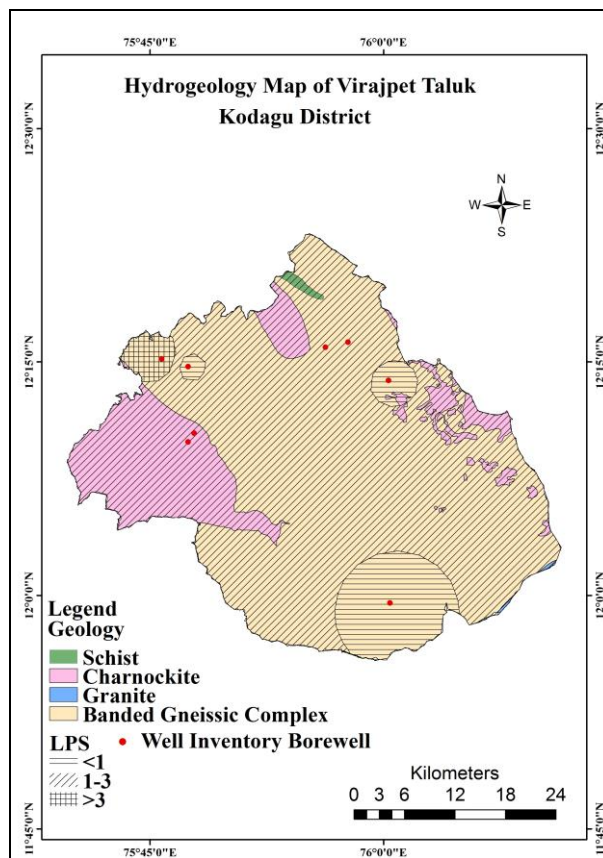 75°45'0"E
76°0'0"E
Hydrogeology Map of Virajpet Taluk
Kodagu District
12°30'0"N
12°30'0"N
N
W
E
S
12°15'0"N
12°15'0"N
12°0'0"N
12°0'0"N
Legend
Geology
Schist
Charnockite
Granite
Banded Gneissic Complex
LPS
Well Inventory Borewell
<1
1-3
>3
Kilometers
0 3 6 12 18 24
11°45'0"N
11°45'0"N
75°45'0"E
76°0'0"E